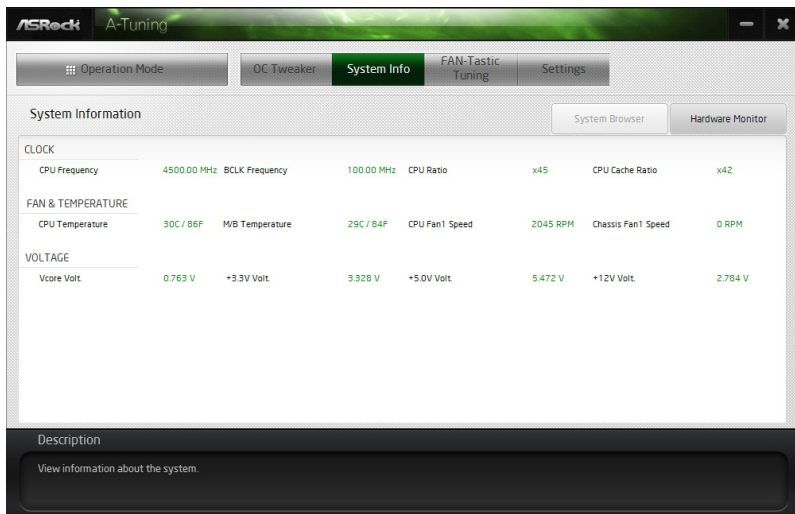 ASRock A-Tuning
Operation Mode OC Tweaker System Info FAN-Tastic Tuning Settings
System Information System Browser Hardware Monitor
CLOCK
CPU Frequency 4500.00 MHz BCLK Frequency 100.00 MHz CPU Ratio x45 CPU Cache Ratio x42
FAN & TEMPERATURE
CPU Temperature 30C / 86F M/B Temperature 29C / 84F CPU Fan1 Speed 2045 RPM Chassis Fan1 Speed 0 RPM
VOLTAGE
Vcore Volt. 0.763 V +3.3V Volt. 3.328 V +5.0V Volt. 5.472 V +12V Volt. 2.784 V
Description
View information about the system.